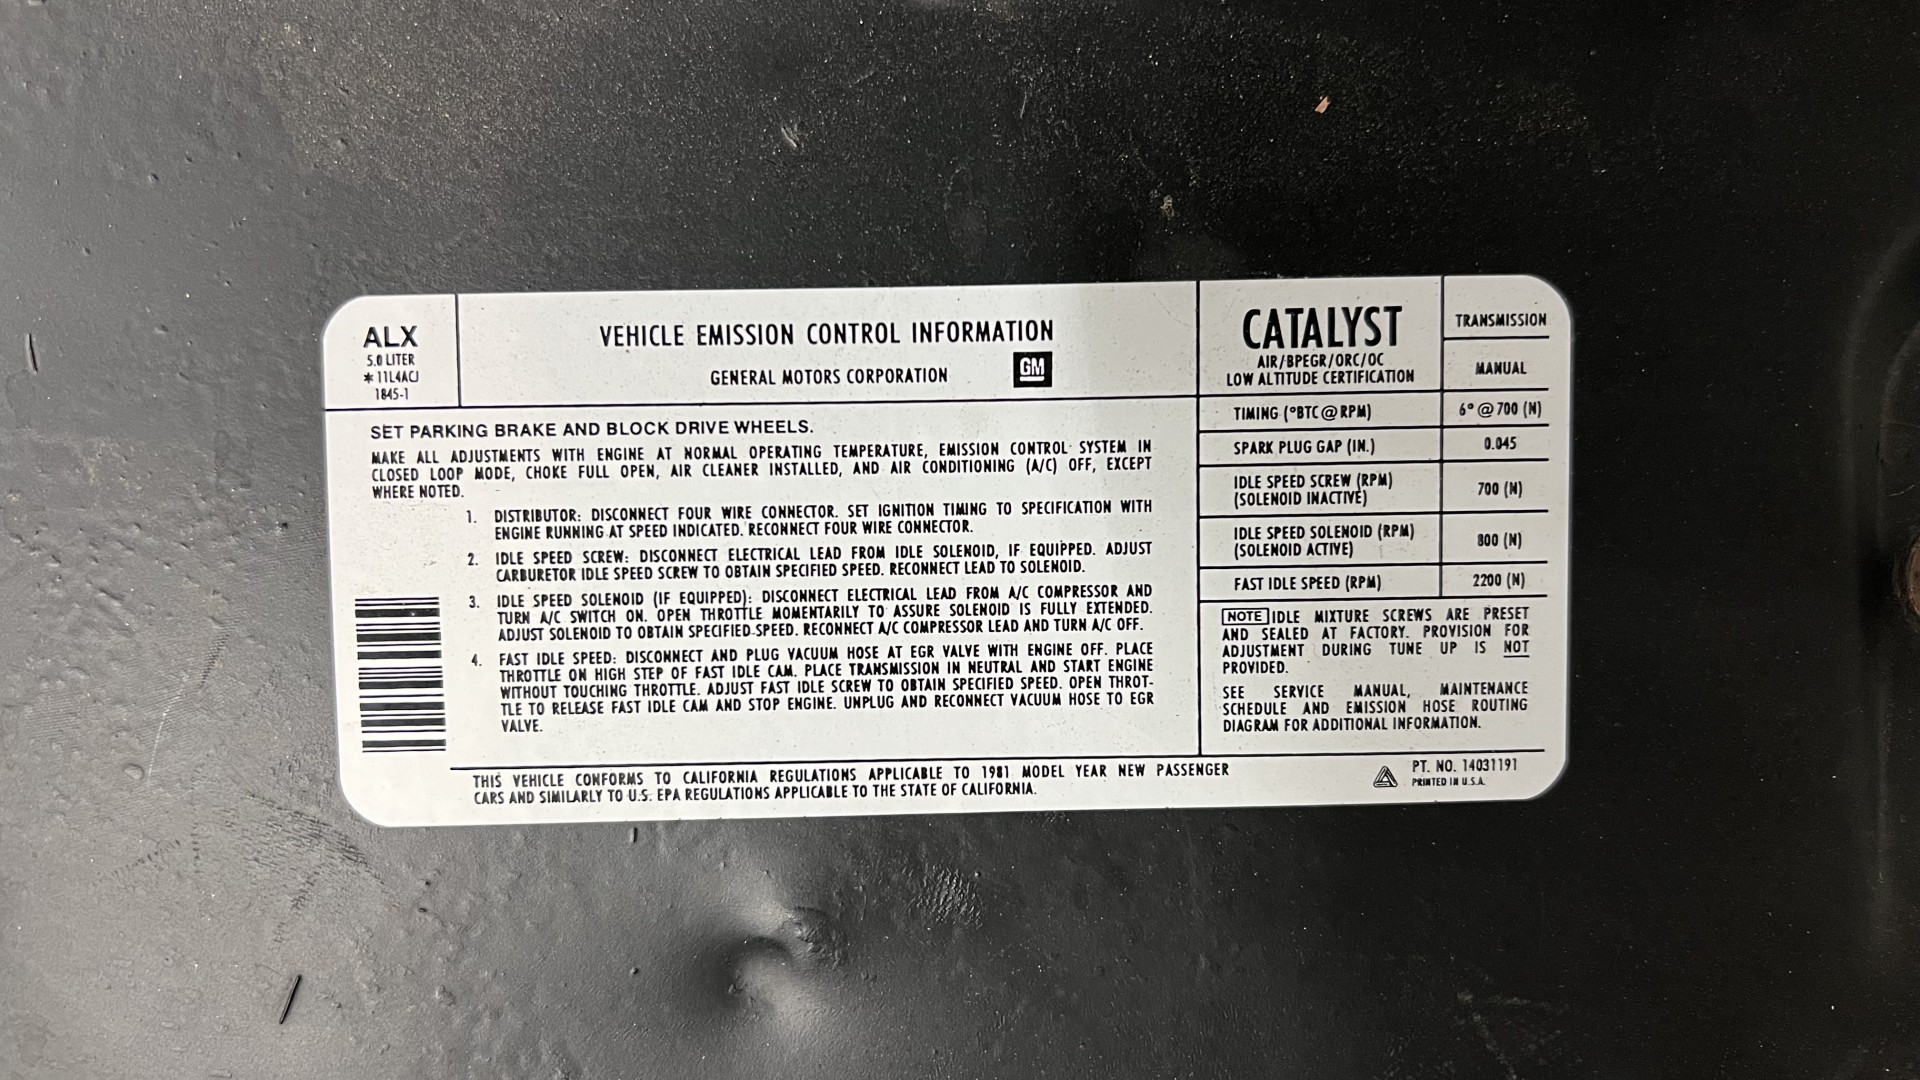 ALX
5.0 LITER
* 11L4ACJ
1845-1
VEHICLE EMISSION CONTROL INFORMATION
GENERAL MOTORS CORPORATION
GM
CATALYST
AIR/BPEGR/ORC/OC
LOW ALTITUDE CERTIFICATION
TRANSMISSION
MANUAL
TIMING (°BTC@RPM) 6°@700 (N)
SPARK PLUG GAP (IN.) 0.045
IDLE SPEED SCREW (RPM)
(SOLENOID INACTIVE) 700 (N)
IDLE SPEED SOLENOID (RPM)
(SOLENOID ACTIVE) 800 (N)
FAST IDLE SPEED (RPM) 2200 (N)
SET PARKING BRAKE AND BLOCK DRIVE WHEELS.
MAKE ALL ADJUSTMENTS WITH ENGINE AT NORMAL OPERATING TEMPERATURE, EMISSION CONTROL SYSTEM IN
CLOSED LOOP MODE, CHOKE FULL OPEN, AIR CLEANER INSTALLED, AND AIR CONDITIONING (A/C) OFF, EXCEPT
WHERE NOTED.
1. DISTRIBUTOR: DISCONNECT FOUR WIRE CONNECTOR. SET IGNITION TIMING TO SPECIFICATION WITH
ENGINE RUNNING AT SPEED INDICATED. RECONNECT FOUR WIRE CONNECTOR.
2. IDLE SPEED SCREW: DISCONNECT ELECTRICAL LEAD FROM IDLE SOLENOID, IF EQUIPPED. ADJUST
CARBURETOR IDLE SPEED SCREW TO OBTAIN SPECIFIED SPEED. RECONNECT LEAD TO SOLENOID.
3. IDLE SPEED SOLENOID (IF EQUIPPED): DISCONNECT ELECTRICAL LEAD FROM A/C COMPRESSOR AND
TURN A/C SWITCH ON. OPEN THROTTLE MOMENTARILY TO ASSURE SOLENOID IS FULLY EXTENDED.
ADJUST SOLENOID TO OBTAIN SPECIFIED SPEED. RECONNECT A/C COMPRESSOR LEAD AND TURN A/C OFF.
4. FAST IDLE SPEED: DISCONNECT AND PLUG VACUUM HOSE AT EGR VALVE WITH ENGINE OFF. PLACE
THROTTLE ON HIGH STEP OF FAST IDLE CAM. PLACE TRANSMISSION IN NEUTRAL AND START ENGINE
WITHOUT TOUCHING THROTTLE. ADJUST FAST IDLE SCREW TO OBTAIN SPECIFIED SPEED. OPEN THROT-
TLE TO RELEASE FAST IDLE CAM AND STOP ENGINE. UNPLUG AND RECONNECT VACUUM HOSE TO EGR
VALVE.
NOTE IDLE MIXTURE SCREWS ARE PRESET
AND SEALED AT FACTORY. PROVISION FOR
ADJUSTMENT DURING TUNE UP IS NOT
PROVIDED.
SEE SERVICE MANUAL, MAINTENANCE
SCHEDULE AND EMISSION HOSE ROUTING
DIAGRAM FOR ADDITIONAL INFORMATION.
THIS VEHICLE CONFORMS TO CALIFORNIA REGULATIONS APPLICABLE TO 1981 MODEL YEAR NEW PASSENGER
CARS AND SIMILARLY TO U.S. EPA REGULATIONS APPLICABLE TO THE STATE OF CALIFORNIA.
PT. NO. 14031191
PRINTED IN U.S.A.